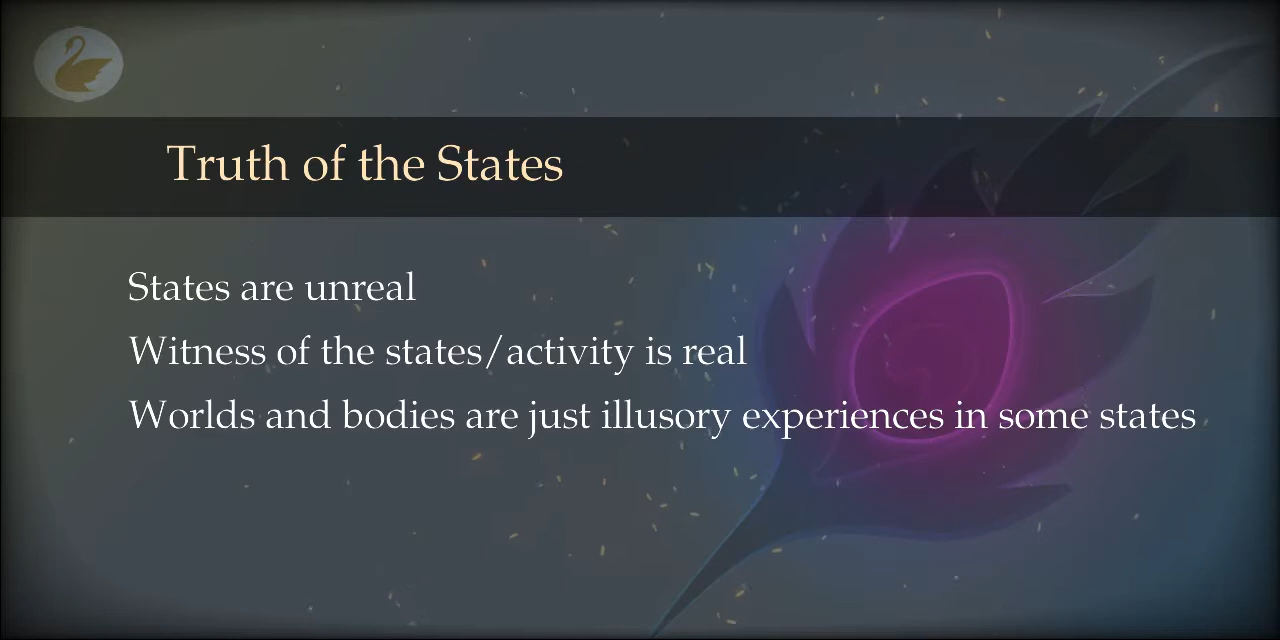 Truth of the States
States are unreal
Witness of the states/activity is real
Worlds and bodies are just illusory experiences in some states